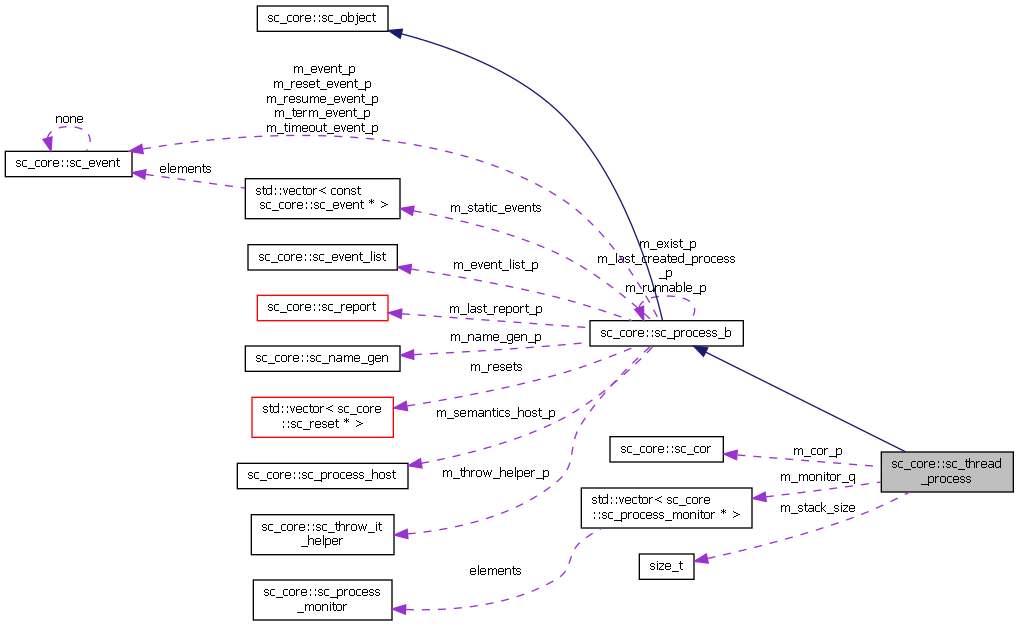 sc_core::sc_object
m_event_p
m_reset_event_p
m_resume_event_p
m_term_event_p
m_timeout_event_p
none
sc_core::sc_event
elements
std::vector< const
sc_core::sc_event * >
m_static_events
m_exist_p
m_last_created_process
_p
m_runnable_p
sc_core::sc_event_list
m_event_list_p
sc_core::sc_report
m_last_report_p
sc_core::sc_process_b
sc_core::sc_name_gen
m_name_gen_p
m_resets
std::vector< sc_core
::sc_reset * >
m_semantics_host_p
sc_core::sc_process_host
m_throw_helper_p
sc_core::sc_cor
m_cor_p
sc_core::sc_thread
_process
m_monitor_q
std::vector< sc_core
::sc_process_monitor * >
m_stack_size
sc_core::sc_throw_it
_helper
size_t
elements
sc_core::sc_process
_monitor